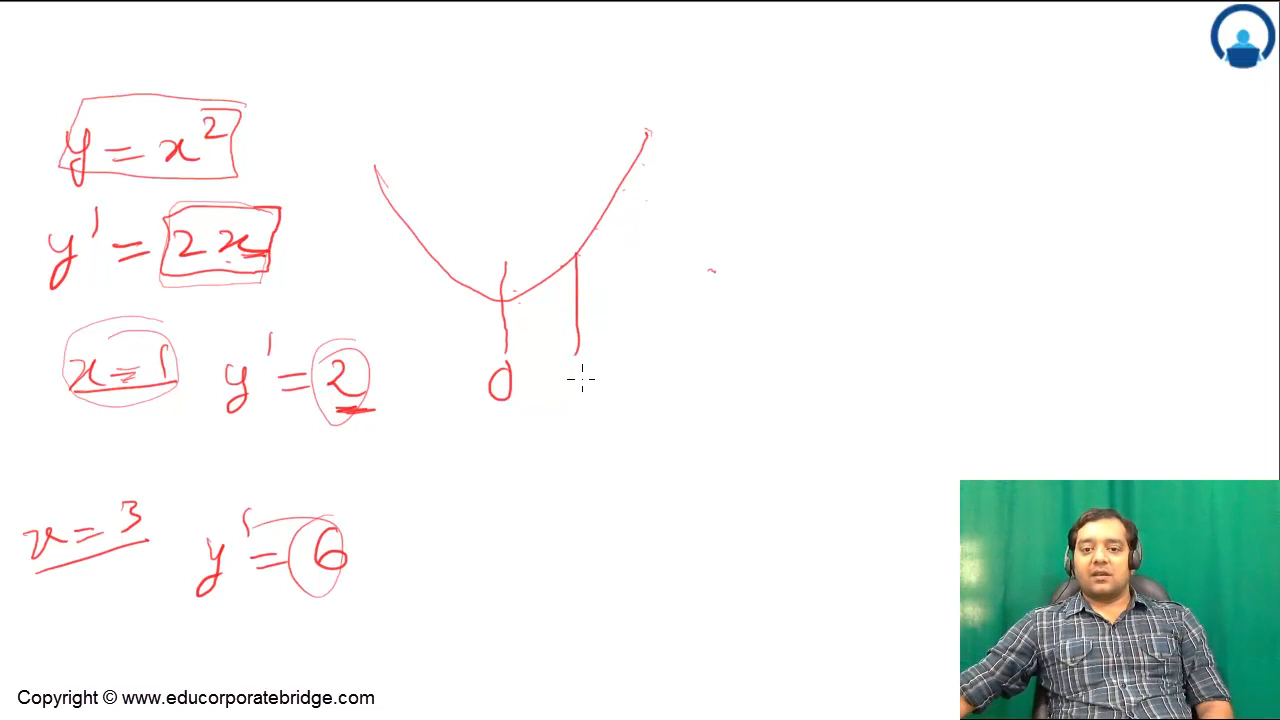 y = x²
y' = 2x
x = 1 y' = 2
0
x = 3 y' = 6
Copyright © www.educorporatebridge.com